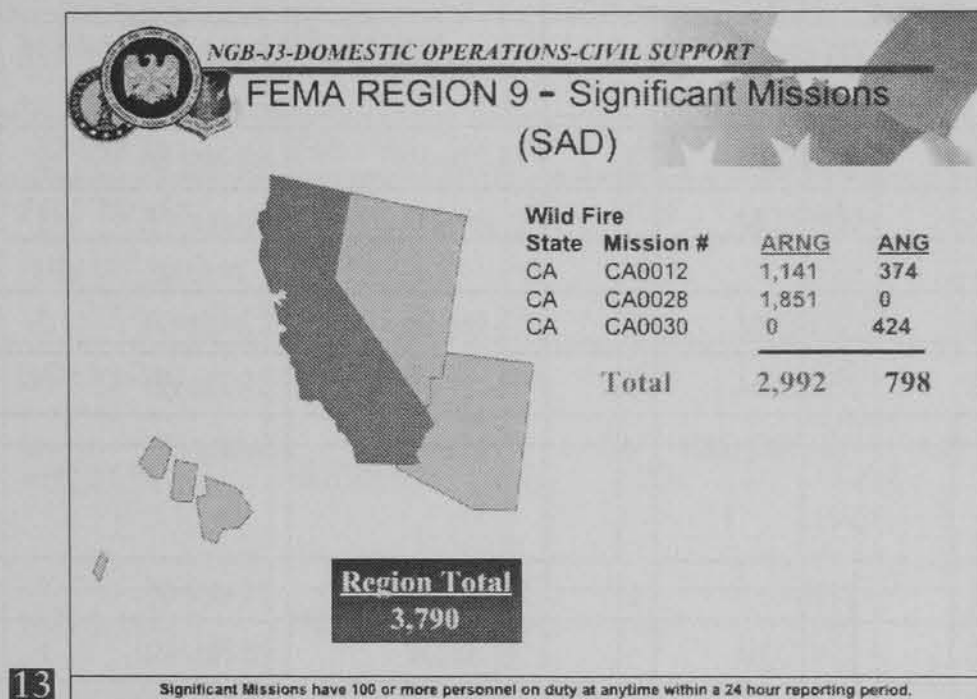 NGB-J3-DOMESTIC OPERATIONS-CIVIL SUPPORT
FEMA REGION 9 - Significant Missions
(SAD)
Wild Fire
State Mission # ARNG ANG
CA CA0012 1,141 374
CA CA0028 1,851 0
CA CA0030 0 424
Total 2,992 798
Region Total
3,790
13
Significant Missions have 100 or more personnel on duty at anytime within a 24 hour reporting period.